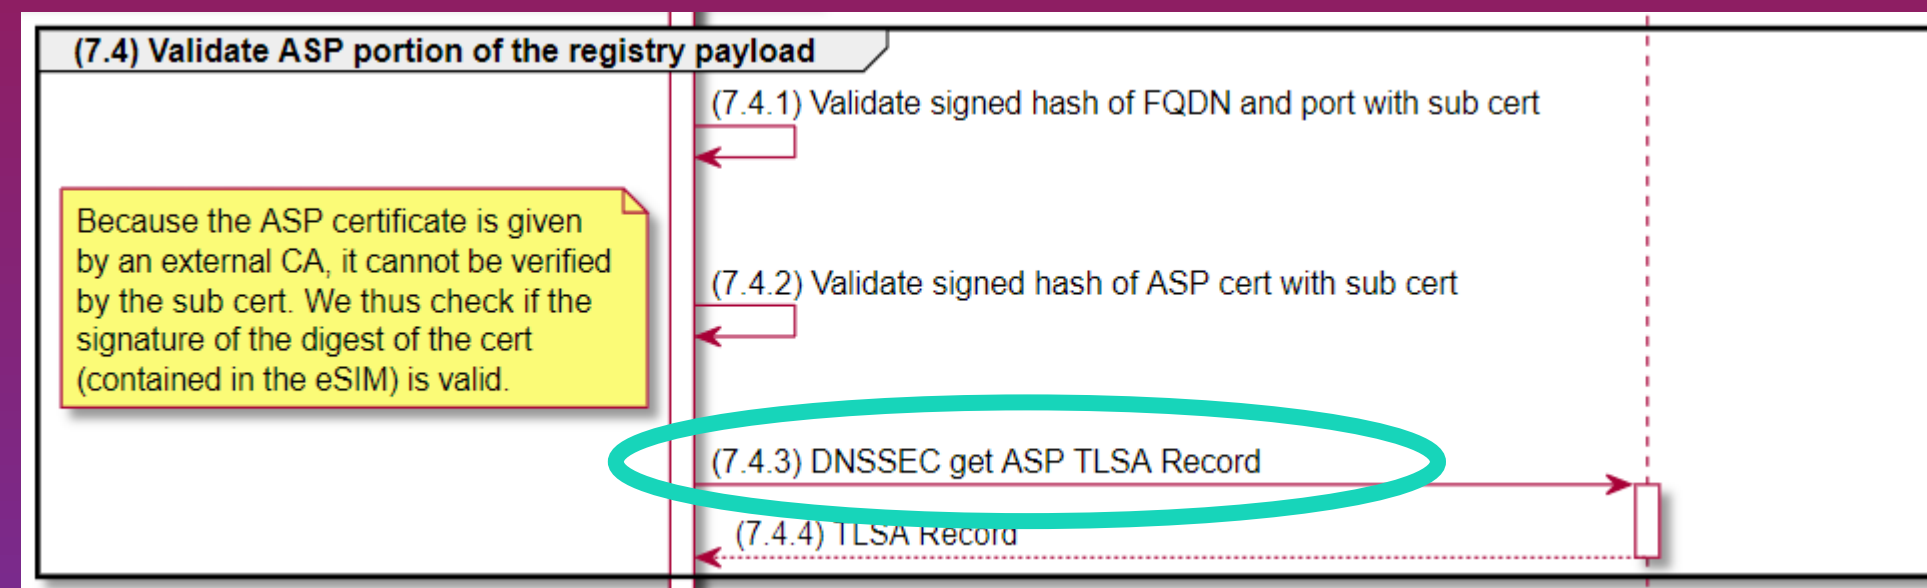 (7.4) Validate ASP portion of the registry payload
(7.4.1) Validate signed hash of FQDN and port with sub cert
Because the ASP certificate is given
by an external CA, it cannot be verified
by the sub cert. We thus check if the
signature of the digest of the cert
(contained in the eSIM) is valid.
(7.4.2) Validate signed hash of ASP cert with sub cert
(7.4.3) DNSSEC get ASP TLSA Record
(7.4.4) TLSA Record